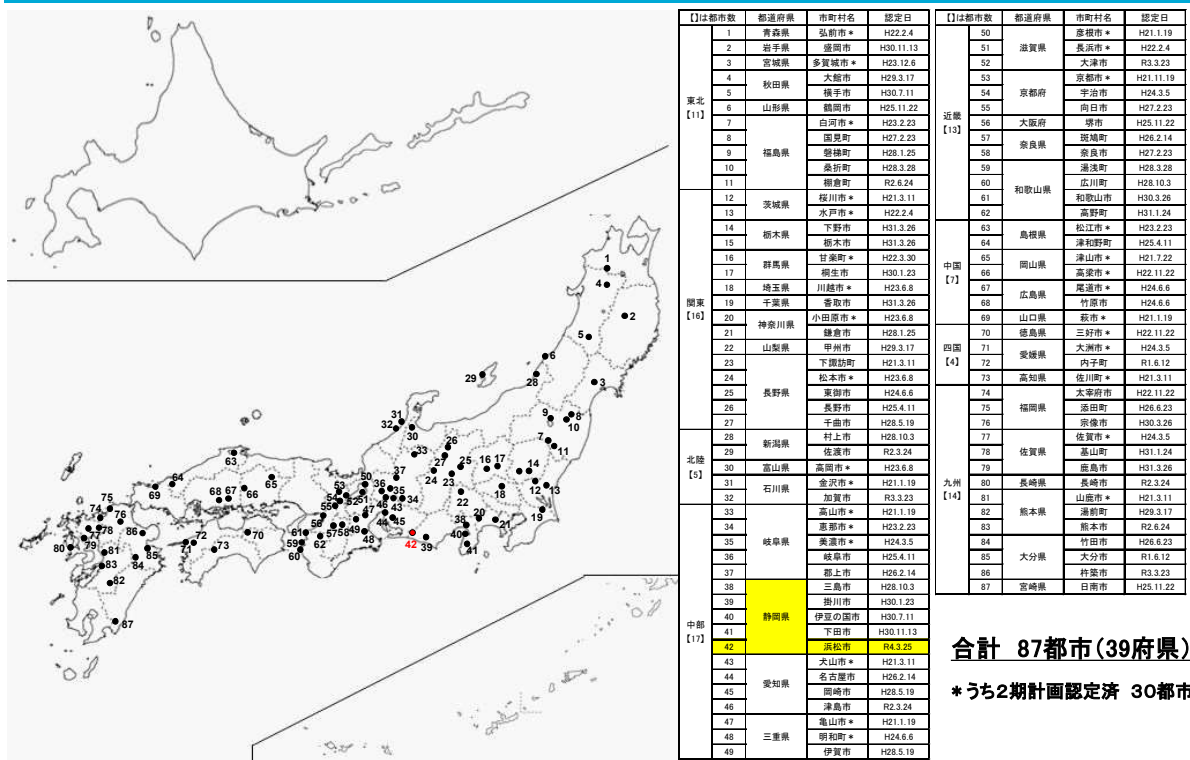 【】は都市数 都道府県 市町村名 認定日
東北【11】
1 青森県 弘前市* H22.2.4
2 岩手県 盛岡市 H30.11.13
3 宮城県 多賀城市* H23.12.6
4 秋田県 大館市 H29.3.17
5 横手市 H30.7.11
6 山形県 鶴岡市 H25.11.22
7 福島県 白河市* H23.2.23
8 国見町 H27.2.23
9 磐梯町 H28.1.25
10 桑折町 H28.3.28
11 棚倉町 R2.6.24
関東【16】
12 茨城県 桜川市* H21.3.11
13 水戸市* H22.2.4
14 栃木県 下野市 H31.3.26
15 栃木市 H31.3.26
16 群馬県 甘楽町* H22.3.30
17 桐生市 H30.1.23
18 埼玉県 川越市* H23.6.8
19 千葉県 香取市 H31.3.26
20 神奈川県 小田原市* H23.6.8
21 鎌倉市 H28.1.25
22 山梨県 甲州市 H29.3.17
23 長野県 下諏訪町 H21.3.11
24 松本市* H23.6.8
25 東御市 H24.6.6
26 長野市 H25.4.11
27 千曲市 H28.5.19
北陸【5】
28 新潟県 村上市 H28.10.3
29 佐渡市 R2.3.24
30 富山県 高岡市* H23.6.8
31 石川県 金沢市* H21.1.19
32 加賀市 R3.3.23
中部【17】
33 岐阜県 高山市* H21.1.19
34 恵那市* H23.2.23
35 美濃市* H24.3.5
36 岐阜市 H25.4.11
37 郡上市 H26.2.14
38 静岡県 三島市 H28.10.3
39 掛川市 H30.1.23
40 伊豆の国市 H30.7.11
41 下田市 H30.11.13
42 浜松市 R4.3.25
43 愛知県 犬山市* H21.3.11
44 名古屋市 H26.2.14
45 岡崎市 H28.5.19
46 津島市 R2.3.24
47 三重県 亀山市* H21.1.19
48 明和町* H24.6.6
49 伊賀市 H28.5.19
【】は都市数 都道府県 市町村名 認定日
近畿【13】
50 滋賀県 彦根市* H21.1.19
51 長浜市* H22.2.4
52 大津市 R3.3.23
53 京都府 京都市* H21.11.19
54 宇治市 H24.3.5
55 向日市 H27.2.23
56 大阪府 堺市 H25.11.22
57 奈良県 斑鳩町 H26.2.14
58 奈良市 H27.2.23
59 和歌山県 湯浅町 H28.3.28
60 広川町 H28.10.3
61 和歌山市 H30.3.26
62 高野町 H31.1.24
中国【7】
63 島根県 松江市* H23.2.23
64 津和野町 H25.4.11
65 岡山県 津山市* H21.7.22
66 高梁市* H22.11.22
67 広島県 尾道市* H24.6.6
68 竹原市 H24.6.6
69 山口県 萩市* H21.1.19
四国【4】
70 徳島県 三好市* H22.11.22
71 愛媛県 大洲市* H24.3.5
72 内子町 R1.6.12
73 高知県 佐川町* H21.3.11
九州【14】
74 福岡県 太宰府市 H22.11.22
75 添田町 H26.6.23
76 宗像市 H30.3.26
77 佐賀県 佐賀市* H24.3.5
78 基山町 H31.1.24
79 鹿島市 H31.3.26
80 長崎県 長崎市 R2.3.24
81 熊本県 山鹿市* H21.3.11
82 湯前町 H29.3.17
83 熊本市 R2.6.24
84 大分県 竹田市 H26.6.23
85 大分市 R1.6.12
86 杵築市 R3.3.23
87 宮崎県 日南市 H25.11.22
合計 87都市(39府県)
*うち2期計画認定済 30都市
1
4
2
5
6
29
28
3
31
32
30
9
8
10
7
11
26
33
27
25
24
23
16
17
14
12
13
18
22
19
37
50
36
35
34
53
54
52
51
55
46
43
47
44
45
56
57
58
49
48
42
39
38
20
21
40
41
63
64
69
65
66
67
68
61
59
60
62
70
71
72
73
75
74
76
77
78
79
80
86
85
84
81
83
82
87